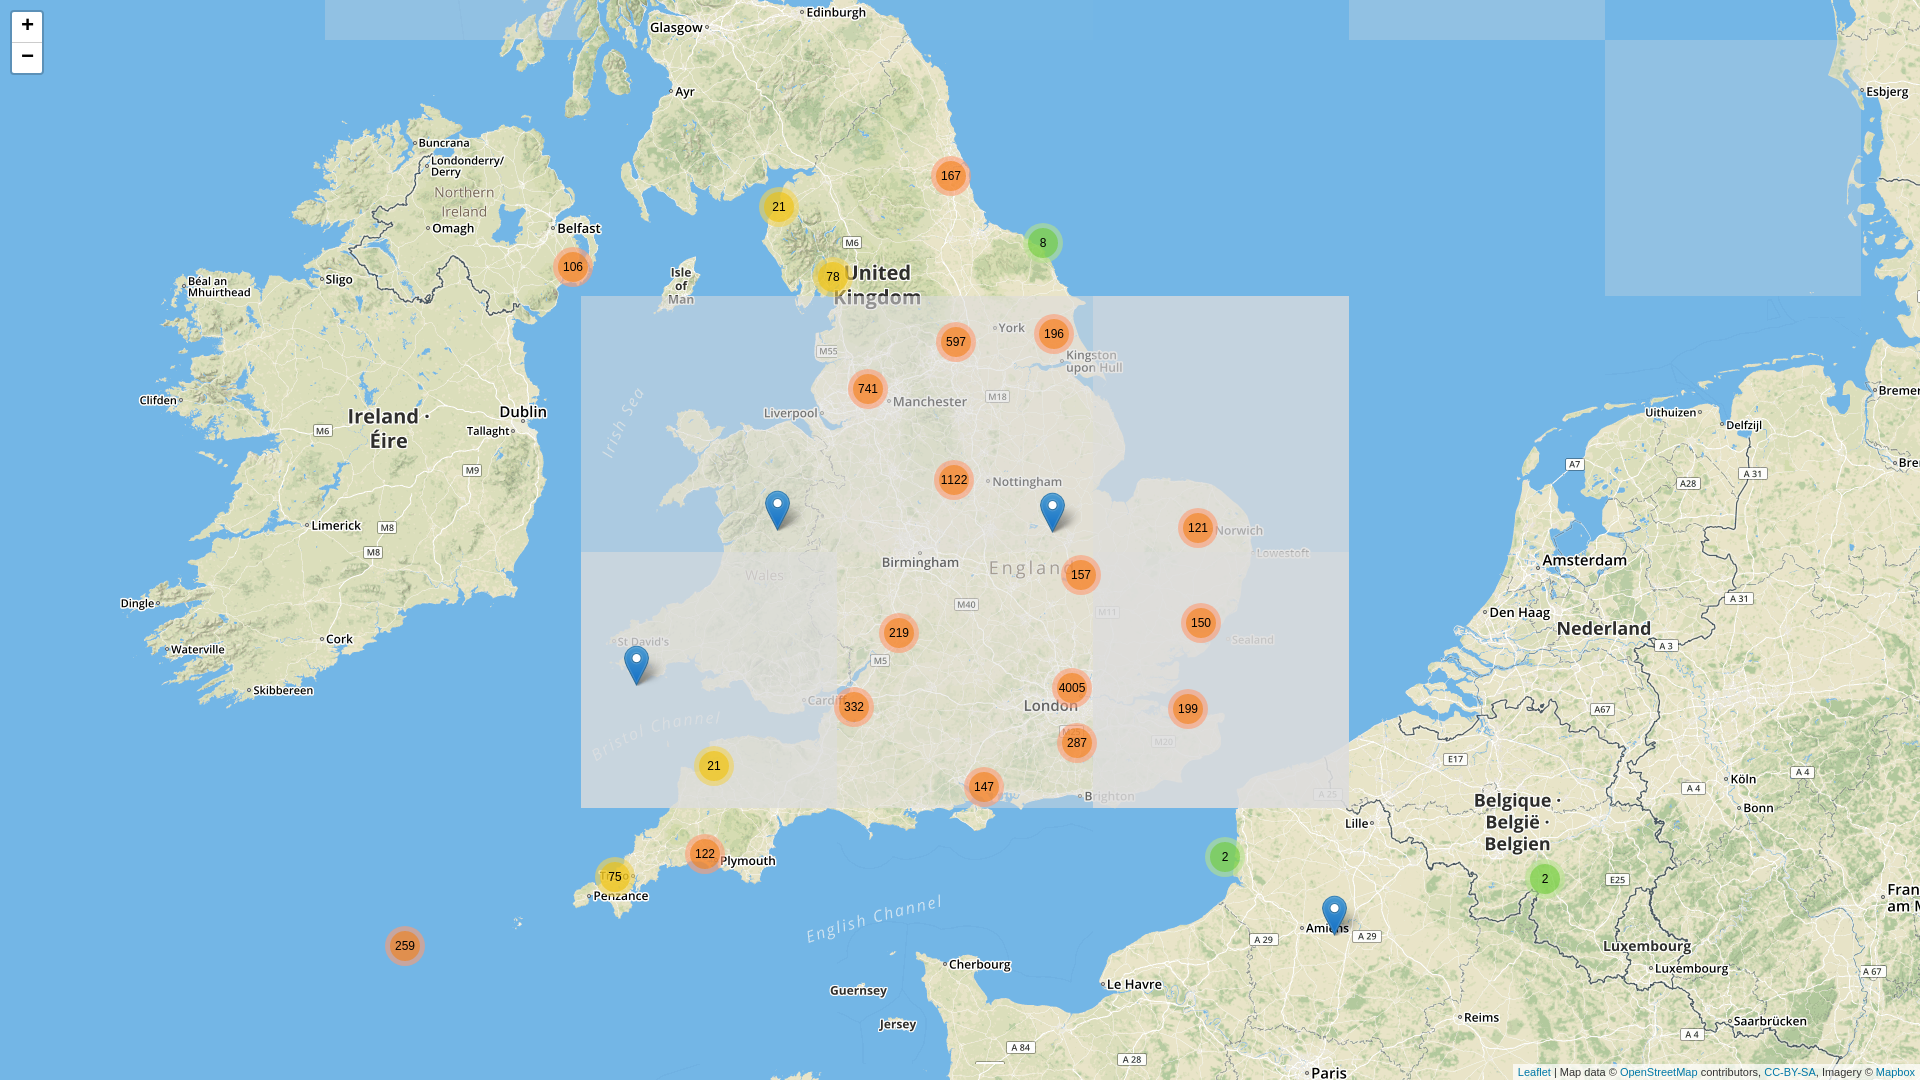 +
−
Edinburgh
Glasgow
Ayr
Esbjerg
Buncrana
Londonderry/
Derry
Northern
Ireland
Omagh
Belfast
167
21
M6
8
106
78
United
Kingdom
Isle
of
Man
Sligo
Béal an
Mhuirthead
597
York
196
M55
Kingston
upon Hull
741
Manchester
M18
Liverpool
Irish Sea
Clifden
Ireland ·
Éire
Dublin
Tallaght
M6
M9
Uithuizen
Delfzijl
A7
A 31
A28
1122
Nottingham
121
Norwich
Lowestoft
Limerick
M8
M8
Birmingham
England
157
Wales
Amsterdam
M40
M11
A 31
Den Haag
Nederland
Dingle
Cork
Waterville
Skibbereen
219
150
Sealand
St David's
M5
A 3
4005
London
199
332
Bristol Channel
287
M20
A67
E17
21
147
Brighton
A 25
Köln
A 4
A 4
Bonn
Belgique ·
België ·
Belgien
Lille
122
Plymouth
75
Penzance
2
2
E25
English Channel
Amiens
A 29
A 29
259
Luxembourg
Luxembourg
A 67
Cherbourg
Le Havre
Guernsey
Jersey
Reims
Saarbrücken
A 4
A 84
A 28
Paris
Leaflet | Map data © OpenStreetMap contributors, CC-BY-SA, Imagery © Mapbox